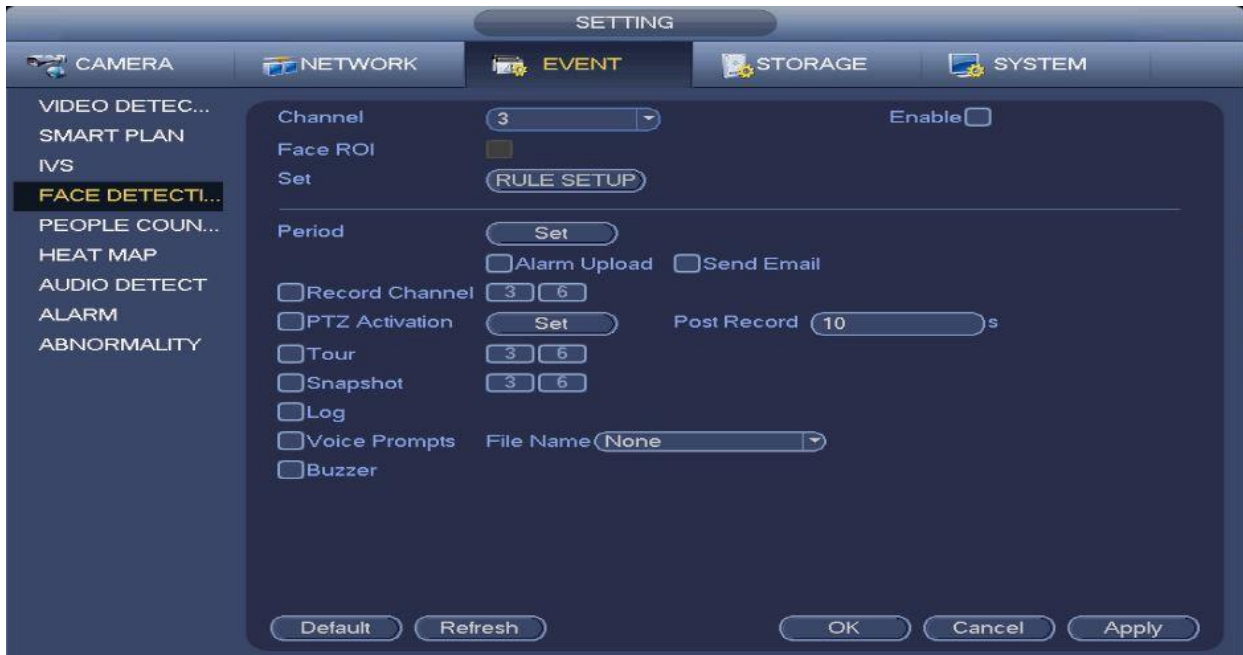 SETTING
CAMERA NETWORK EVENT STORAGE SYSTEM
VIDEO DETEC...
SMART PLAN
IVS
FACE DETECTI...
PEOPLE COUN...
HEAT MAP
AUDIO DETECT
ALARM
ABNORMALITY
Channel 3 Enable
Face ROI
Set RULE SETUP
Period Set
Alarm Upload Send Email
Record Channel 3 6
PTZ Activation Set Post Record 10 s
Tour 3 6
Snapshot 3 6
Log
Voice Prompts File Name None
Buzzer
Default Refresh OK Cancel Apply